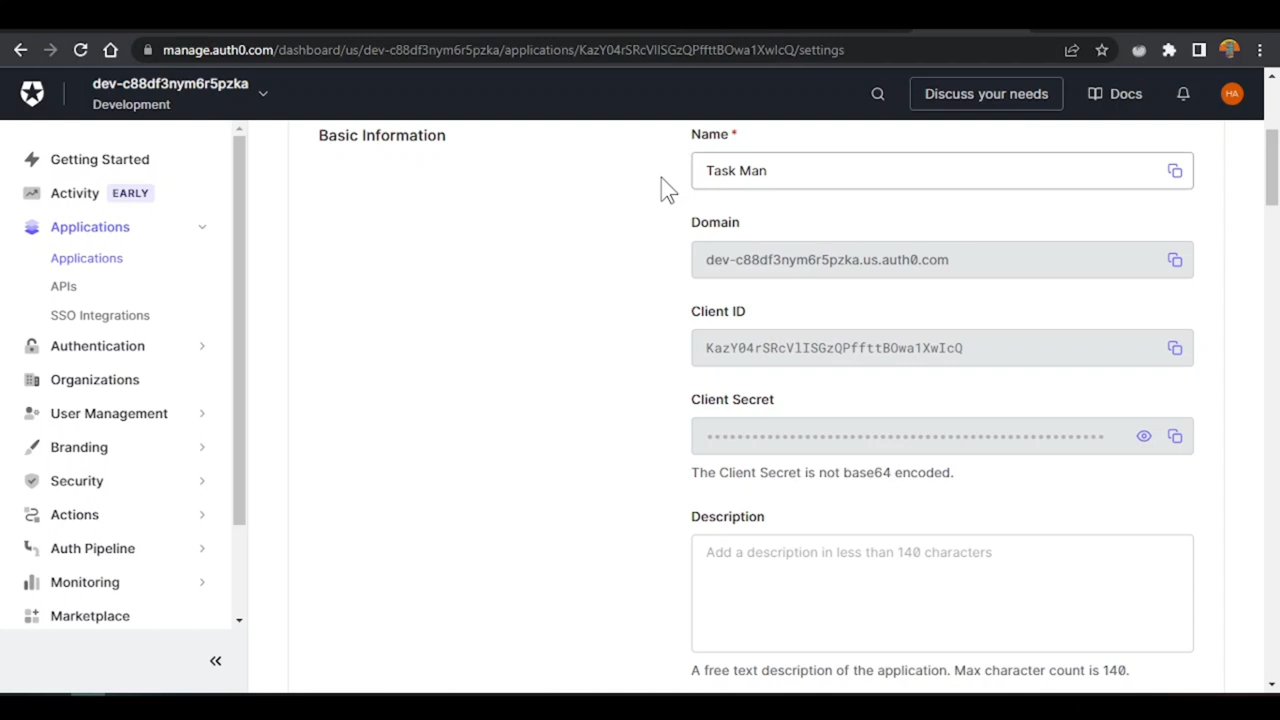 manage.auth0.com/dashboard/us/dev-c88df3nym6r5pzka/applications/KazY04rSRcVlISGzQPffttBOwa1XwIcQ/settings
dev-c88df3nym6r5pzka
Development
Discuss your needs
Docs
HA
Getting Started
Activity EARLY
Applications
Applications
APIs
SSO Integrations
Authentication
Organizations
User Management
Branding
Security
Actions
Auth Pipeline
Monitoring
Marketplace
Basic Information
Name *
Task Man
Domain
dev-c88df3nym6r5pzka.us.auth0.com
Client ID
KazY04rSRcVlISGzQPffttBOwa1XwIcQ
Client Secret
The Client Secret is not base64 encoded.
Description
Add a description in less than 140 characters
A free text description of the application. Max character count is 140.